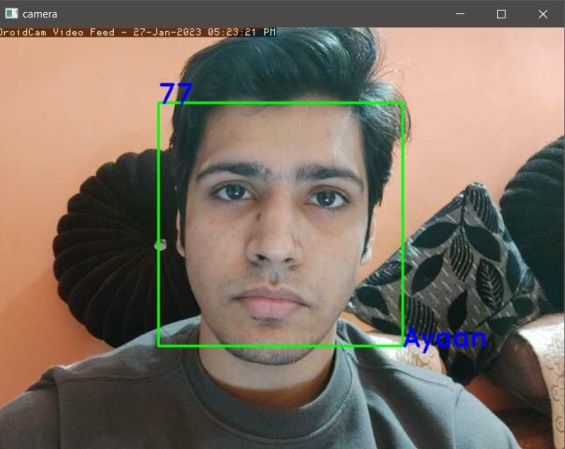 camera
DroidCam Video Feed - 27-Jan-2023 05:23:21 PM
77
Ayaan